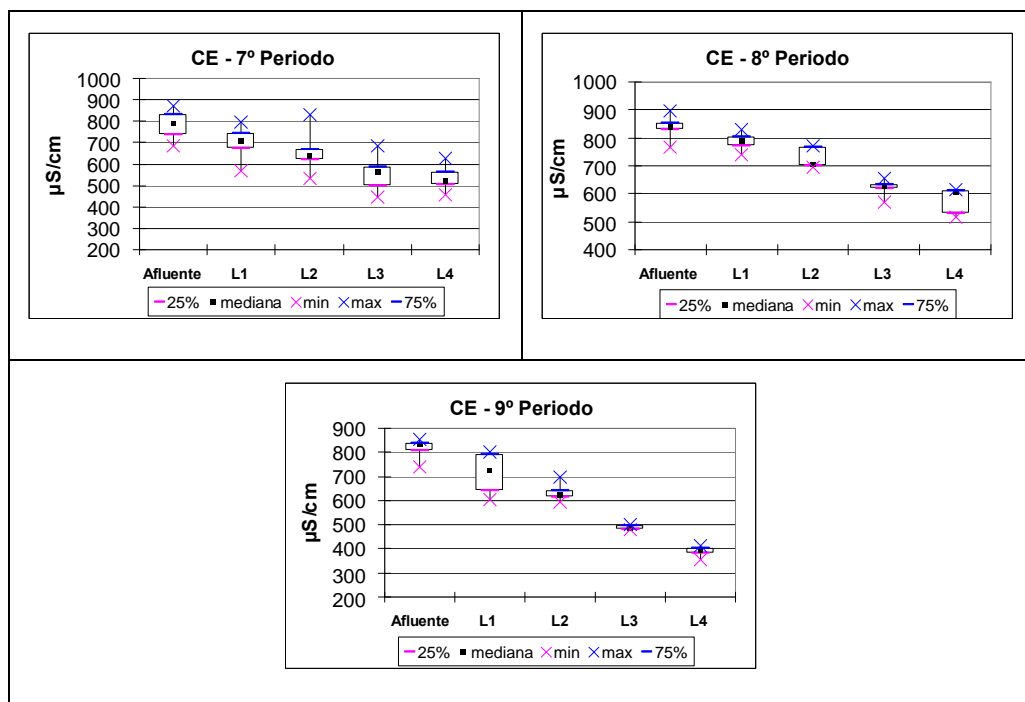 CE - 7º Periodo
µS/cm
1000
900
800
700
600
500
400
300
200
Afluente L1 L2 L3 L4
25% mediana min max 75%
CE - 8º Periodo
µS/cm
1000
900
800
700
600
500
400
Afluente L1 L2 L3 L4
25% mediana min max 75%
CE - 9º Periodo
µS/cm
900
800
700
600
500
400
300
200
Afluente L1 L2 L3 L4
25% mediana min max 75%